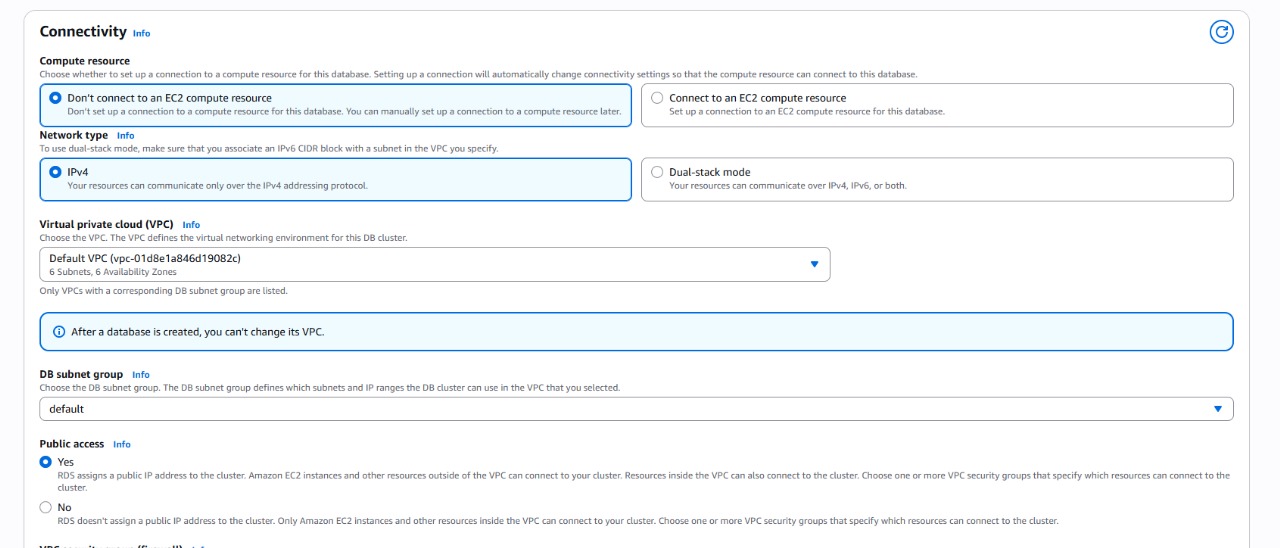 Connectivity Info
Compute resource
Choose whether to set up a connection to a compute resource for this database. Setting up a connection will automatically change connectivity settings so that the compute resource can connect to this database.
Don't connect to an EC2 compute resource
Don't set up a connection to a compute resource for this database. You can manually set up a connection to a compute resource later.
Connect to an EC2 compute resource
Set up a connection to an EC2 compute resource for this database.
Network type Info
To use dual-stack mode, make sure that you associate an IPv6 CIDR block with a subnet in the VPC you specify.
IPv4
Your resources can communicate only over the IPv4 addressing protocol.
Dual-stack mode
Your resources can communicate over IPv4, IPv6, or both.
Virtual private cloud (VPC) Info
Choose the VPC. The VPC defines the virtual networking environment for this DB cluster.
Default VPC (vpc-01d8e1a846d19082c)
6 Subnets, 6 Availability Zones
Only VPCs with a corresponding DB subnet group are listed.
After a database is created, you can't change its VPC.
DB subnet group Info
Choose the DB subnet group. The DB subnet group defines which subnets and IP ranges the DB cluster can use in the VPC that you selected.
default
Public access Info
Yes
RDS assigns a public IP address to the cluster. Amazon EC2 instances and other resources outside of the VPC can connect to your cluster. Resources inside the VPC can also connect to the cluster. Choose one or more VPC security groups that specify which resources can connect to the
cluster.
No
RDS doesn't assign a public IP address to the cluster. Only Amazon EC2 instances and other resources inside the VPC can connect to your cluster. Choose one or more VPC security groups that specify which resources can connect to the cluster.
VPC security group (firewall) Info